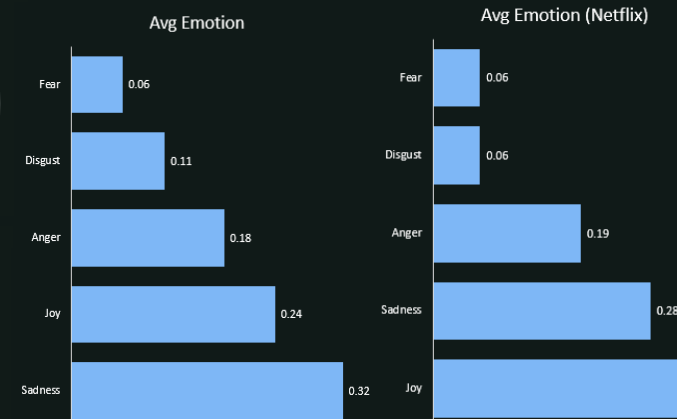 Avg Emotion
Fear 0.06
Disgust 0.11
Anger 0.18
Joy 0.24
Sadness 0.32
Avg Emotion (Netflix)
Fear 0.06
Disgust 0.06
Anger 0.19
Sadness 0.28
Joy